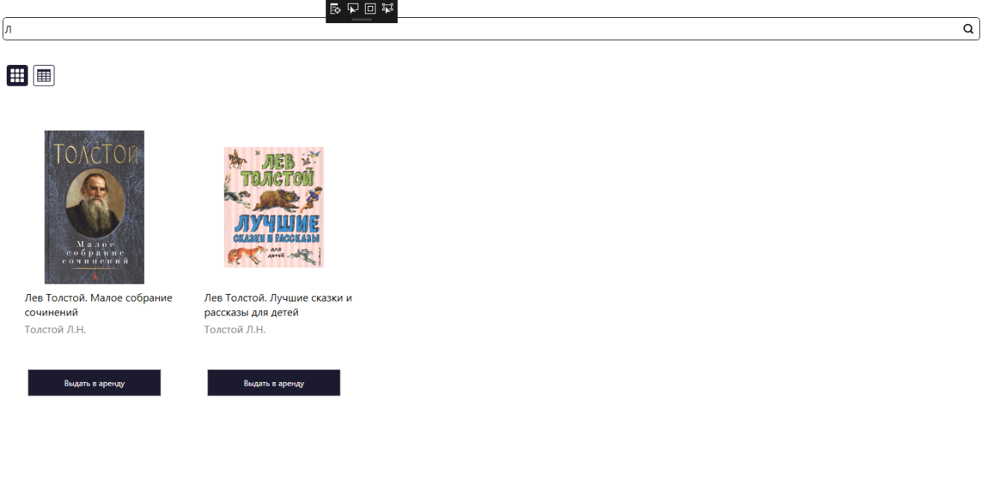 Л
ЛЕВ
ТОЛСТОЙ
Малое
собрание
сочинений
ЛЕВ
ТОЛСТОЙ
ЛУЧШИЕ
СКАЗКИ И РАССКАЗЫ
для
детей
Лев Толстой. Малое собрание
сочинений
Толстой Л.Н.
Выдать в аренду
Лев Толстой. Лучшие сказки и
рассказы для детей
Толстой Л.Н.
Выдать в аренду